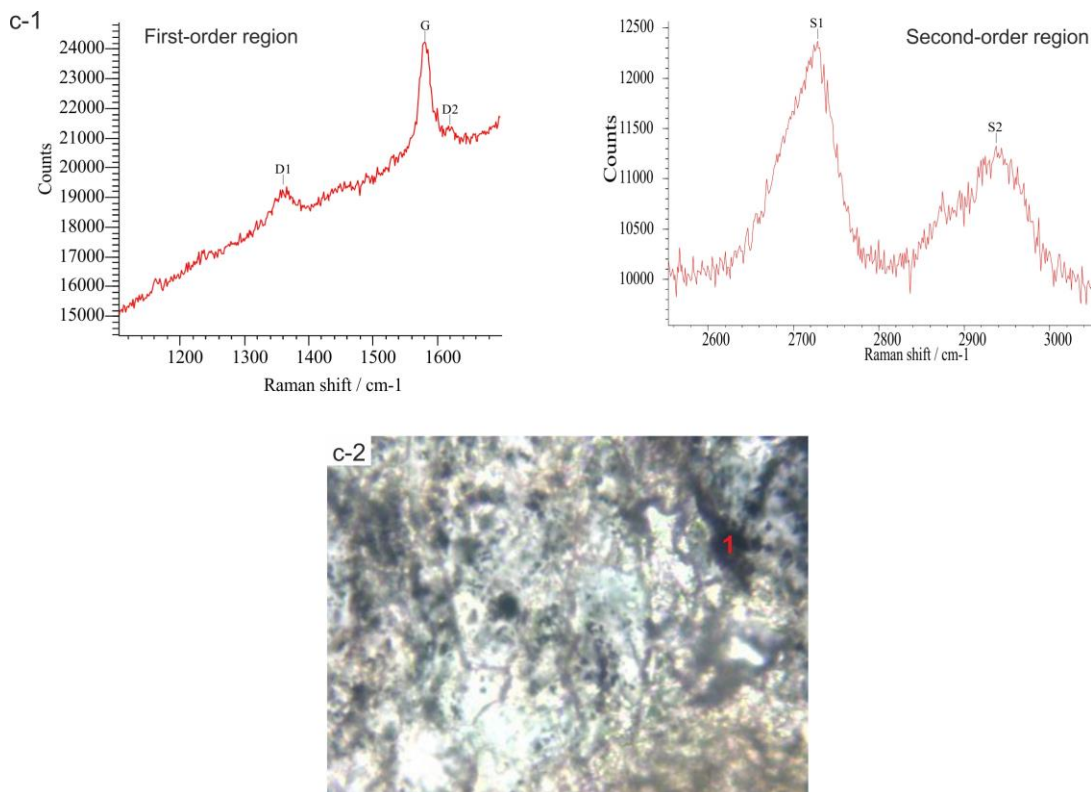 c-1
First-order region
G
D2
D1
24000
23000
22000
21000
20000
19000
18000
17000
16000
15000
Counts
1200
1300
1400
1500
1600
Raman shift / cm-1
Second-order region
S1
S2
12500
12000
11500
11000
10500
10000
Counts
2600
2700
2800
2900
3000
Raman shift / cm-1
c-2
1